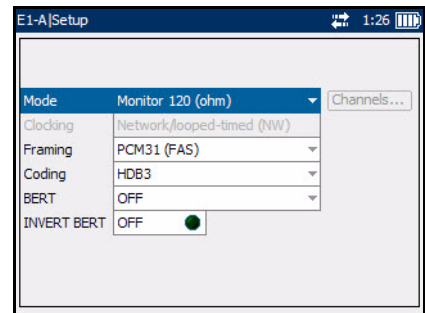 E1-A|Setup 1:26
Mode Monitor 120 (ohm) Channels...
Clocking Network/looped-timed (NW)
Framing PCM31 (FAS)
Coding HDB3
BERT OFF
INVERT BERT OFF